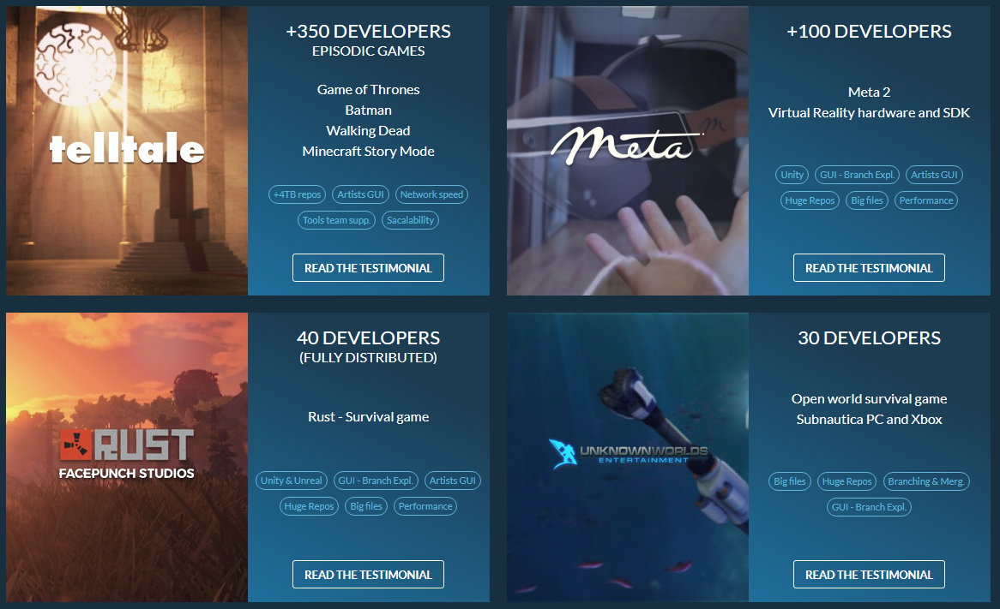 telltale
+350 DEVELOPERS
EPISODIC GAMES
Game of Thrones
Batman
Walking Dead
Minecraft Story Mode
+4TB repos
Artists GUI
Network speed
Tools team supp.
Sacalability
READ THE TESTIMONIAL
Meta
+100 DEVELOPERS
Meta 2
Virtual Reality hardware and SDK
Unity
GUI - Branch Expl.
Artists GUI
Huge Repos
Big files
Performance
READ THE TESTIMONIAL
RUST
FACEPUNCH STUDIOS
40 DEVELOPERS
(FULLY DISTRIBUTED)
Rust - Survival game
Unity & Unreal
GUI - Branch Expl.
Artists GUI
Huge Repos
Big files
Performance
READ THE TESTIMONIAL
UNKNOWNWORLDS
ENTERTAINMENT
30 DEVELOPERS
Open world survival game
Subnautica PC and Xbox
Big files
Huge Repos
Branching & Merg.
GUI - Branch Expl.
READ THE TESTIMONIAL